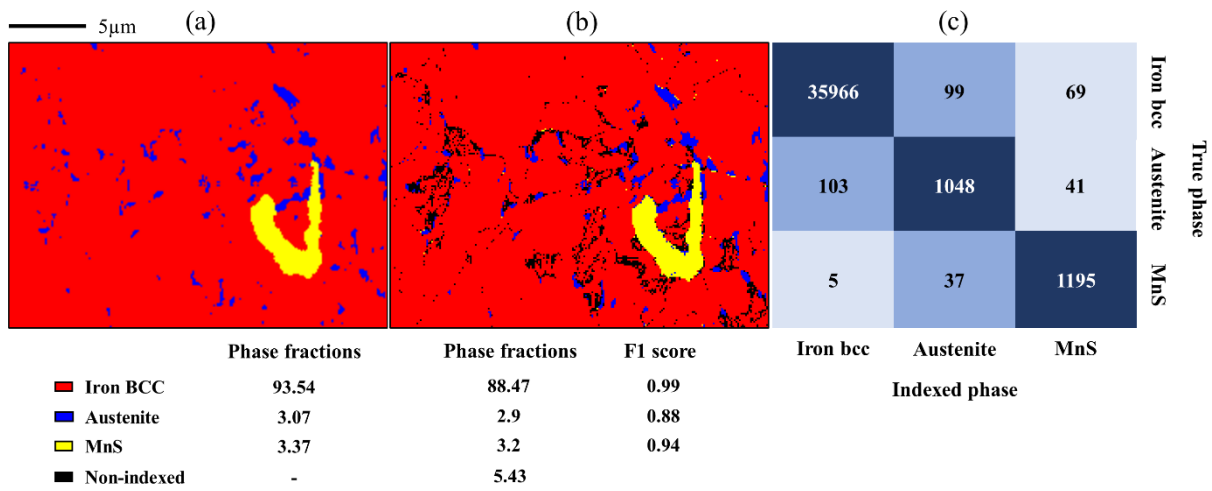 5µm (a) (b) (c)
35966 99 69 Iron bcc
103 1048 41 Austenite
5 37 1195 MnS
True phase
Iron bcc Austenite MnS
Indexed phase
Phase fractions Phase fractions F1 score
Iron BCC 93.54 88.47 0.99
Austenite 3.07 2.9 0.88
MnS 3.37 3.2 0.94
Non-indexed - 5.43